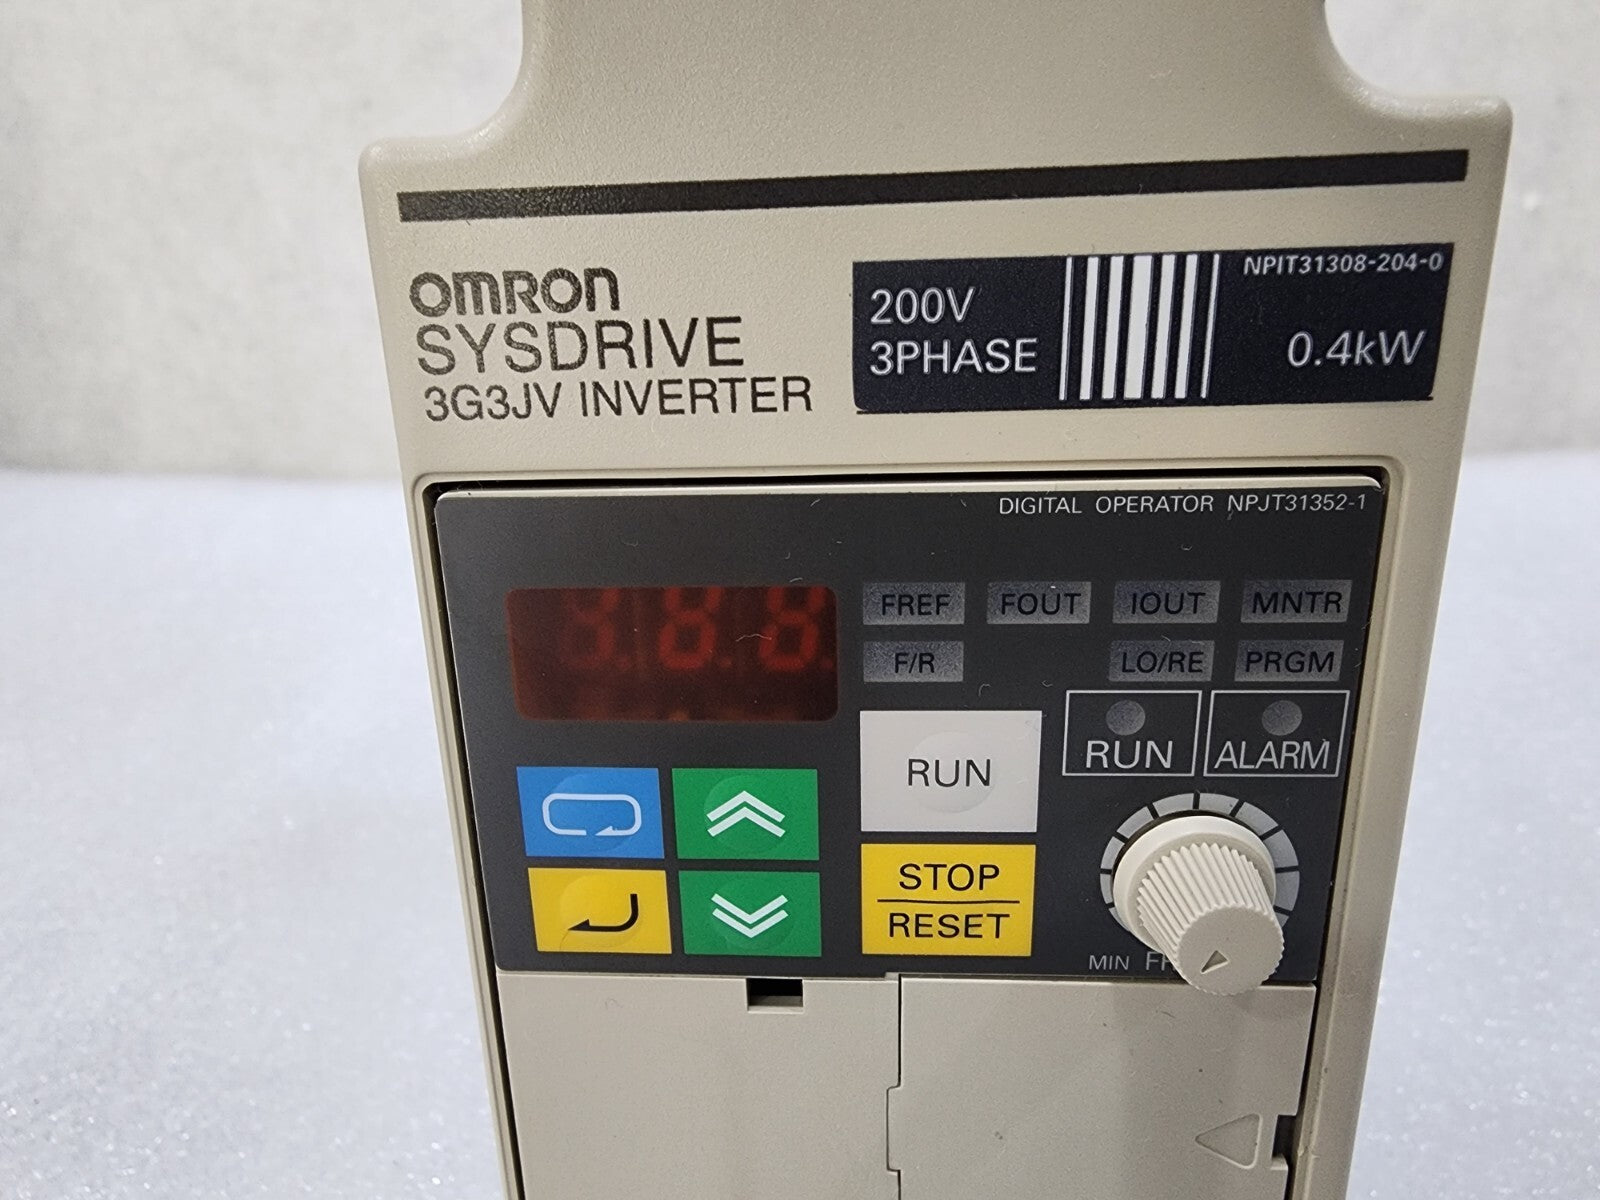 OMRON
SYSDRIVE
3G3JV INVERTER
200V
3PHASE
NPIT31308-204-0
0.4kW
DIGITAL OPERATOR NPJT31352-1
FREF FOUT IOUT MNTR
F/R LO/RE PRGM
RUN
RUN
ALARM
STOP
RESET
MIN